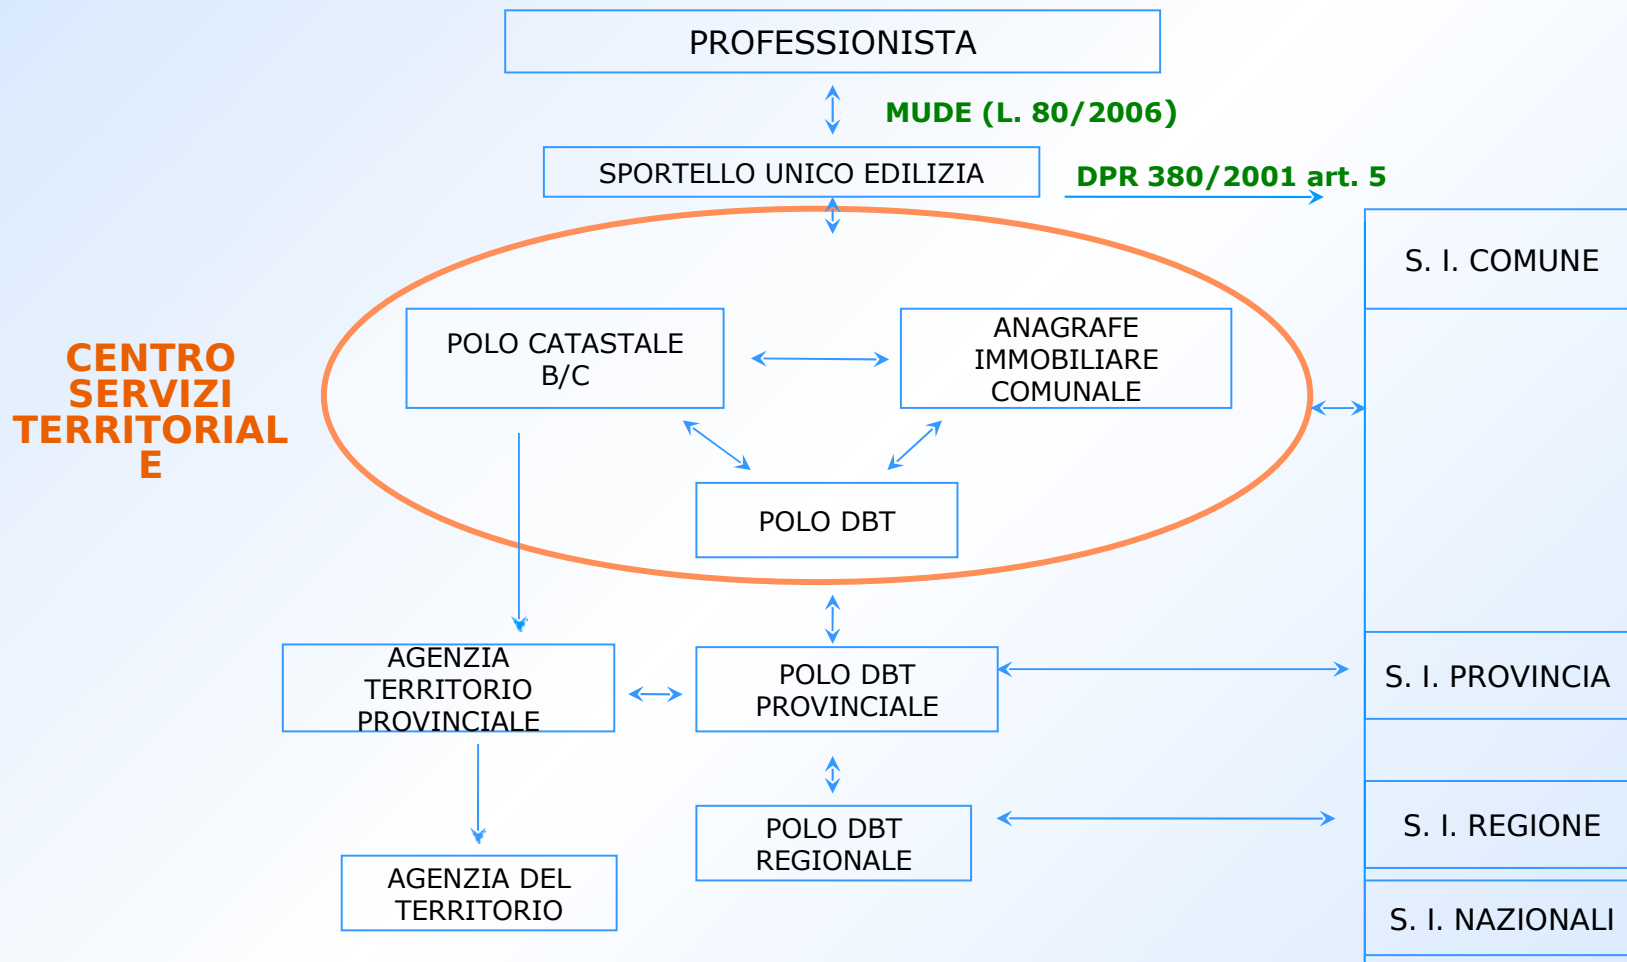 PROFESSIONISTA
MUDE (L. 80/2006)
SPORTELLO UNICO EDILIZIA
DPR 380/2001 art. 5
S. I. COMUNE
CENTRO
SERVIZI
TERRITORIAL
E
POLO CATASTALE
B/C
ANAGRAFE
IMMOBILIARE
COMUNALE
POLO DBT
AGENZIA
TERRITORIO
PROVINCIALE
POLO DBT
PROVINCIALE
S. I. PROVINCIA
POLO DBT
REGIONALE
S. I. REGIONE
AGENZIA DEL
TERRITORIO
S. I. NAZIONALI